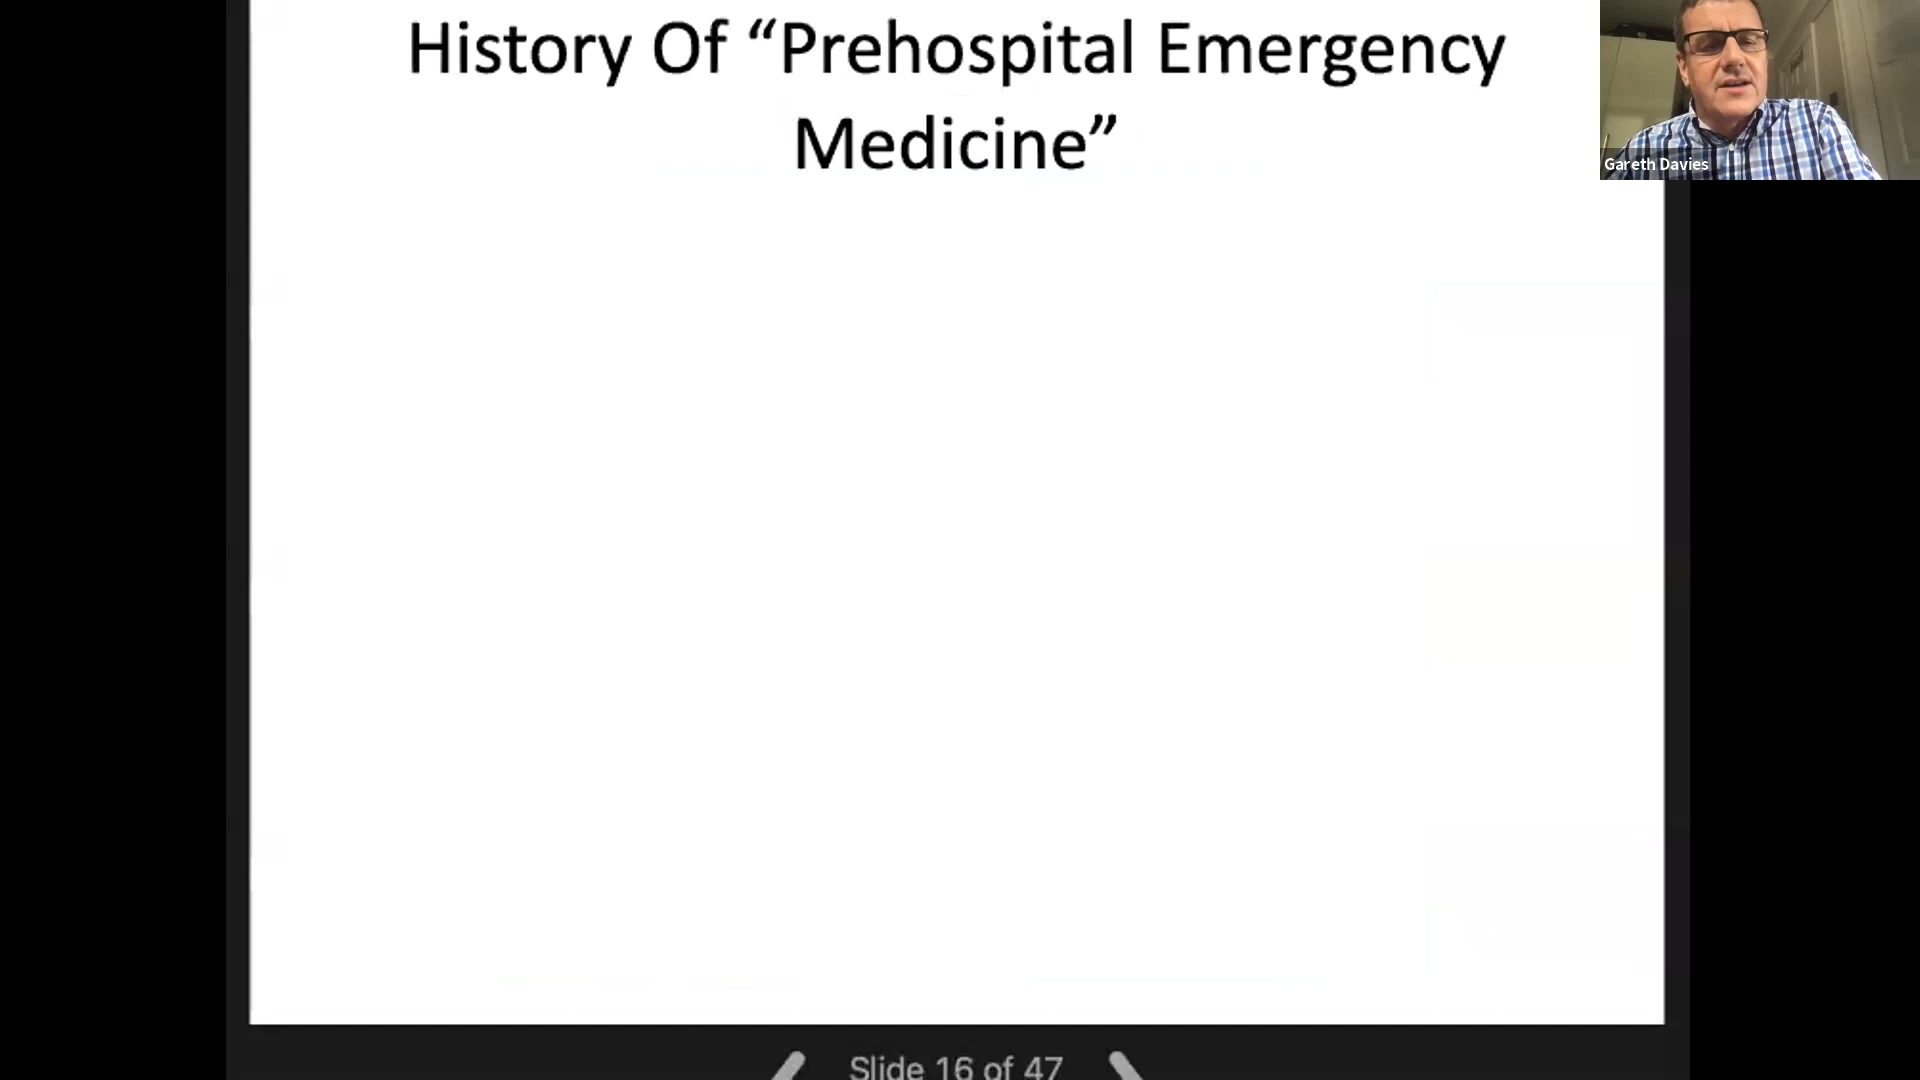 History Of “Prehospital Emergency
Medicine”
Gareth Davies
Slide 16 of 47